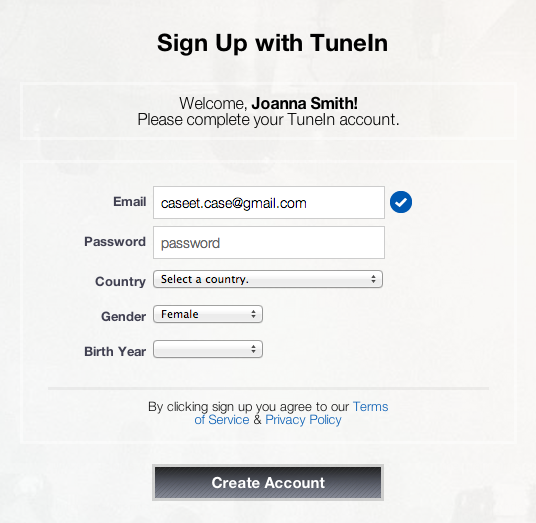 Sign Up with TuneIn
Welcome, Joanna Smith!
Please complete your TuneIn account.
Email caseet.case@gmail.com
Password password
Country Select a country.
Gender Female
Birth Year
By clicking sign up you agree to our Terms
of Service & Privacy Policy
Create Account